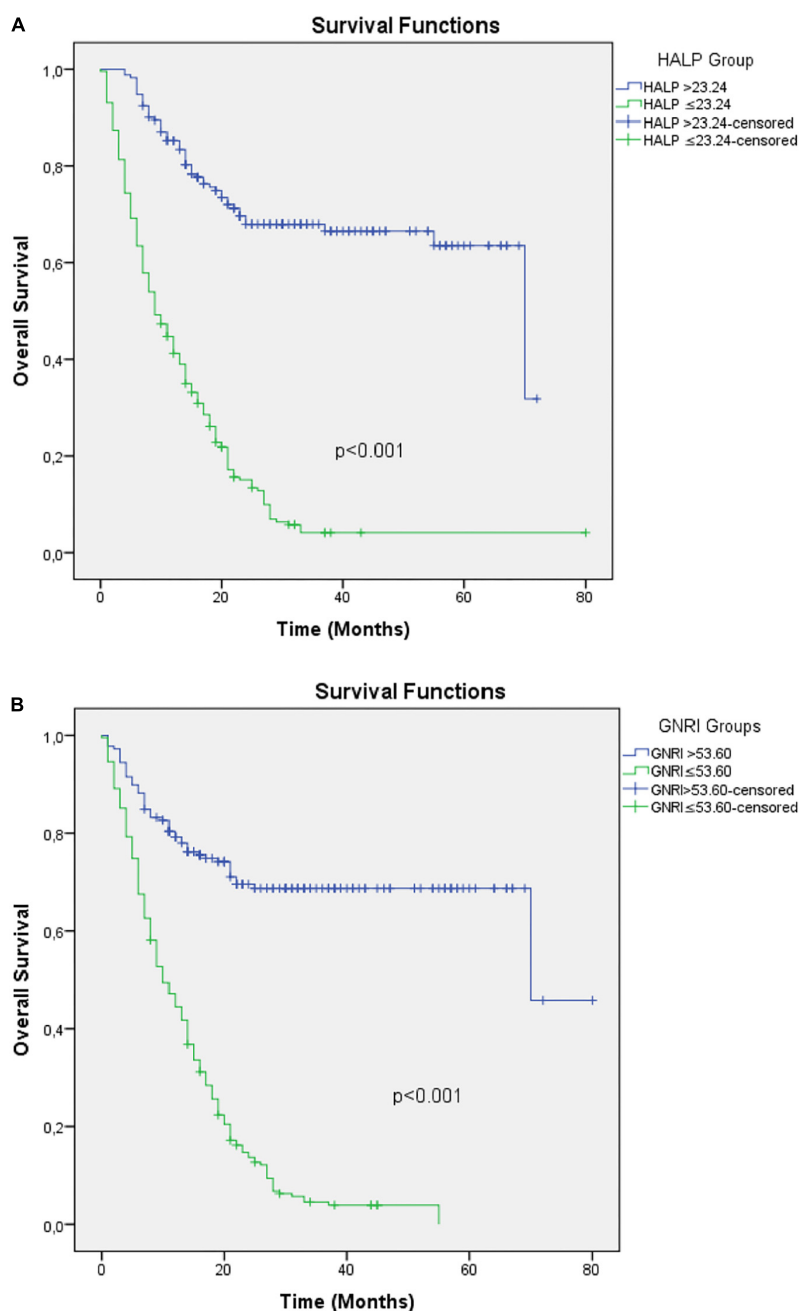 A
Survival Functions
HALP Group
HALP >23.24
HALP ≤23.24
HALP >23.24-censored
HALP ≤23.24-censored
1,0
0,8
0,6
0,4
0,2
0,0
Overall Survival
p<0.001
0 20 40 60 80
Time (Months)
B
Survival Functions
GNRI Groups
GNRI >53.60
GNRI≤53.60
GNRI>53.60-censored
GNRI≤53.60-censored
1,0
0,8
0,6
0,4
0,2
0,0
Overall Survival
p<0.001
0 20 40 60 80
Time (Months)